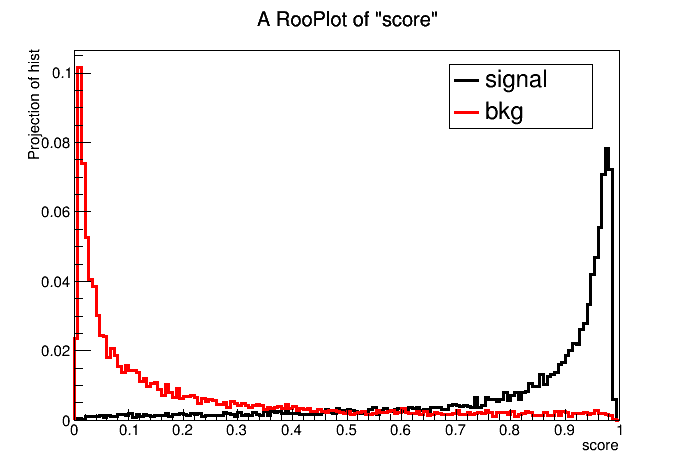 A RooPlot of "score"
Projection of hist
0.1
0.08
0.06
0.04
0.02
0
signal
bkg
0 0.1 0.2 0.3 0.4 0.5 0.6 0.7 0.8 0.9 1
score